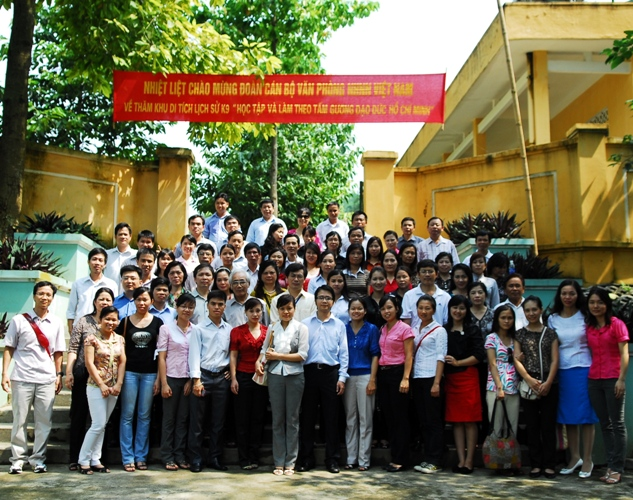 NHIỆT LIỆT CHÀO MỪNG ĐOÀN CÁN BỘ VĂN PHÒNG NHNN VIỆT NAM
VỀ THĂM KHU DI TÍCH LỊCH SỬ K9 "HỌC TẬP VÀ LÀM THEO TẤM GƯƠNG ĐẠO ĐỨC HỒ CHÍ MINH"